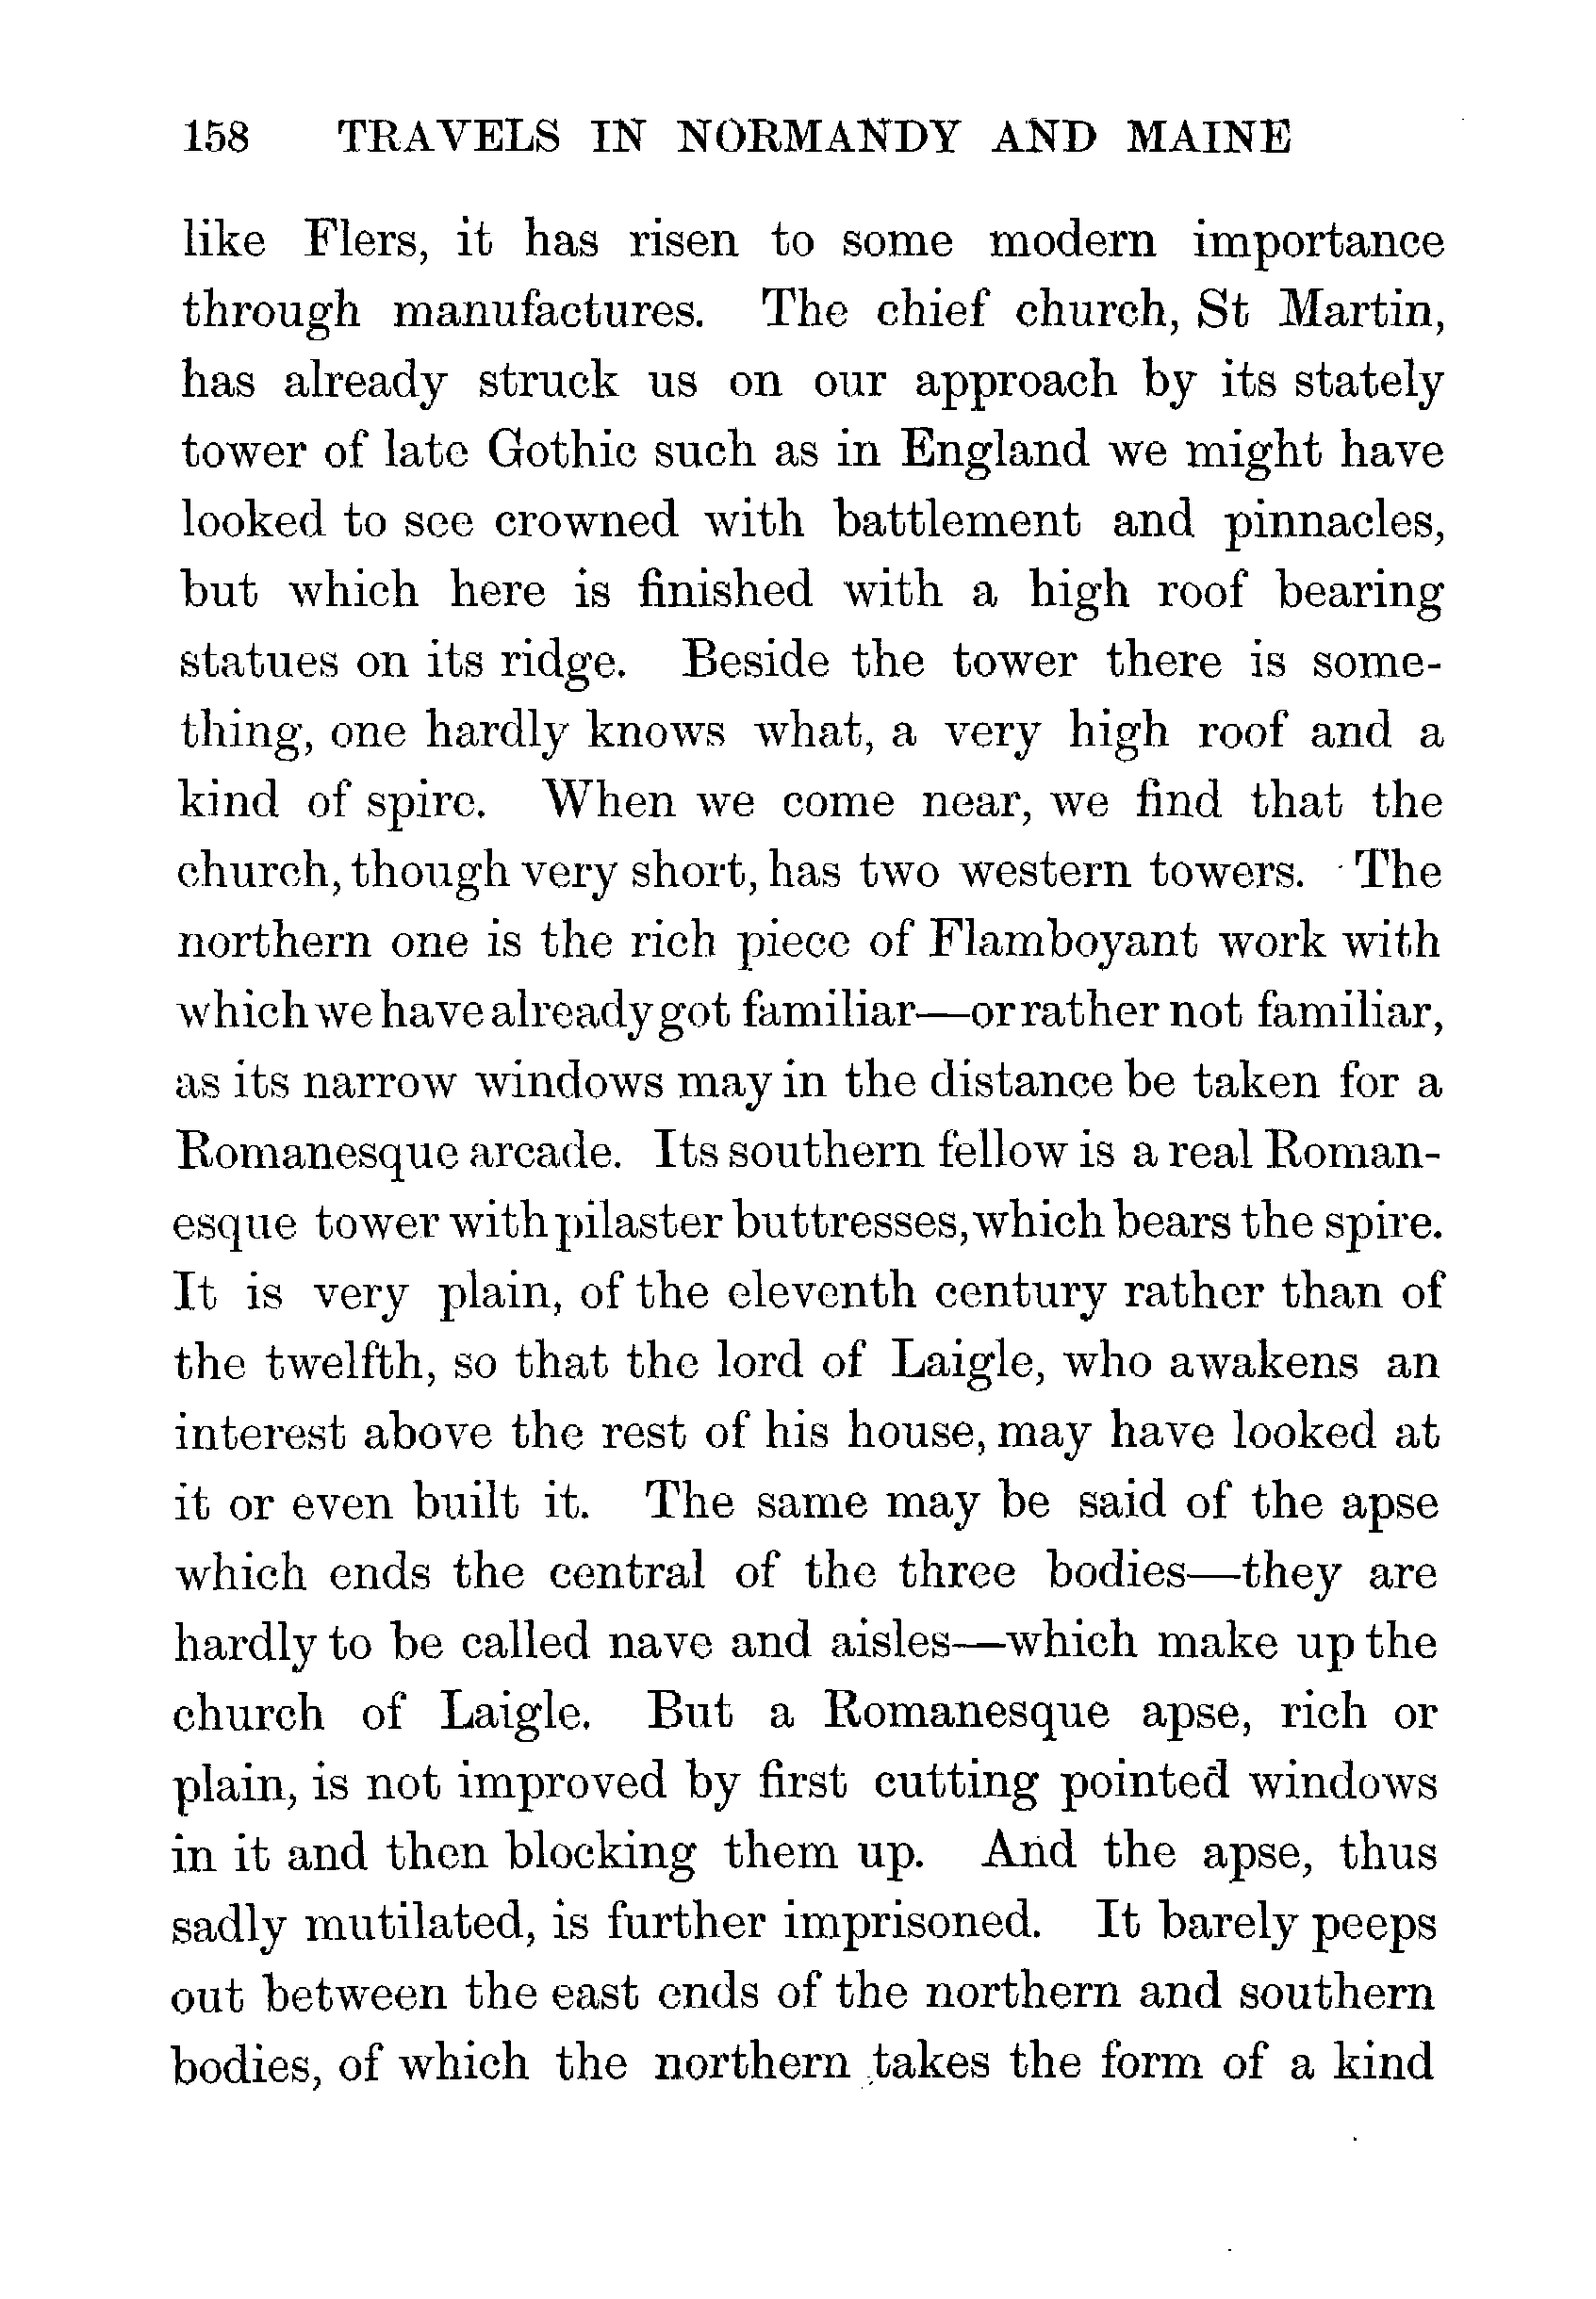 158 TRAVELS IN NORMANDY AND MAINE
like Flers, it has risen to some modern importance
through manufactures. The chief church, St Martin,
has already struck us on our approach by its stately
tower of late Gothic such as in England we might have
looked to see crowned with battlement and pinnacles,
but which here is finished with a high roof bearing
statues on its ridge. Beside the tower there is some-
thing, one hardly knows what, a very high roof and a
kind of spire. When we come near, we find that the
church, though very short, has two western towers. The
northern one is the rich piece of Flamboyant work with
which we have already got familiar—or rather not familiar,
as its narrow windows may in the distance be taken for a
Romanesque arcade. Its southern fellow is a real Roman-
esque tower with pilaster buttresses, which bears the spire.
It is very plain, of the eleventh century rather than of
the twelfth, so that the lord of Laigle, who awakens an
interest above the rest of his house, may have looked at
it or even built it. The same may be said of the apse
which ends the central of the three bodies—they are
hardly to be called nave and aisles—which make up the
church of Laigle. But a Romanesque apse, rich or
plain, is not improved by first cutting pointed windows
in it and then blocking them up. And the apse, thus
sadly mutilated, is further imprisoned. It barely peeps
out between the east ends of the northern and southern
bodies, of which the northern takes the form of a kind